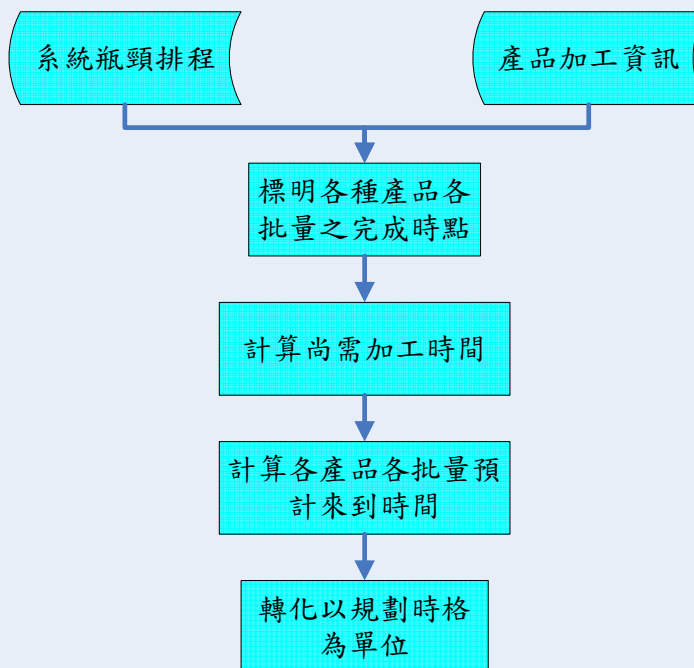 系統瓶頸排程
產品加工資訊
標明各種產品各
批量之完成時點
計算尚需加工時間
計算各產品各批量預
計來到時間
轉化以規劃時格
為單位